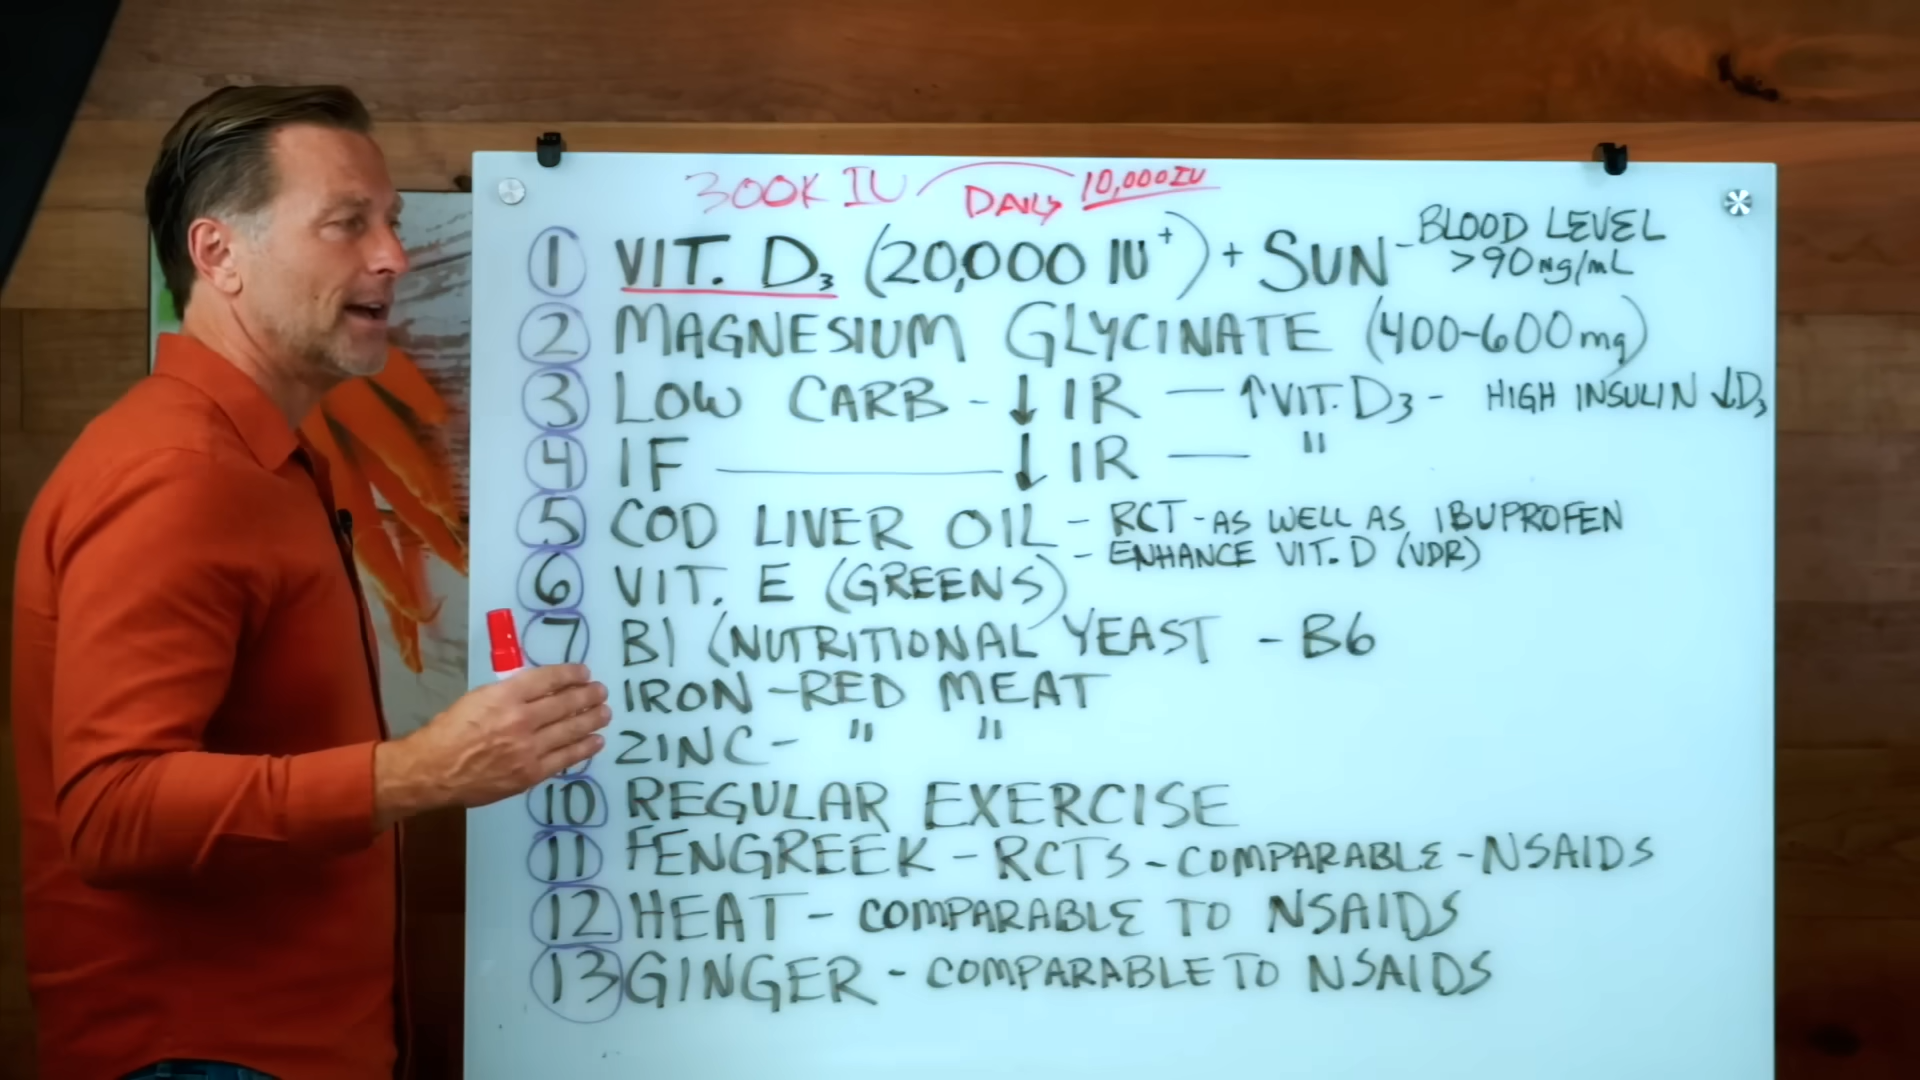 300K IU DAILY 10,000 IU
① VIT. D3 (20,000 IU+) + SUN - BLOOD LEVEL >90 ng/mL
② MAGNESIUM GLYCINATE (400-600mg)
③ LOW CARB - ↓ IR — ↑VIT. D3 - HIGH INSULIN ↓D3
④ IF — ↓ IR — "
⑤ COD LIVER OIL - RCT - AS WELL AS IBUPROFEN
- ENHANCE VIT. D (VDR)
⑥ VIT. E (GREENS)
⑦ B1 (NUTRITIONAL YEAST - B6
IRON - RED MEAT
ZINC - " "
⑩ REGULAR EXERCISE
⑪ FENGREEK - RCTS - COMPARABLE - NSAIDS
⑫ HEAT - COMPARABLE TO NSAIDS
⑬ GINGER - COMPARABLE TO NSAIDS